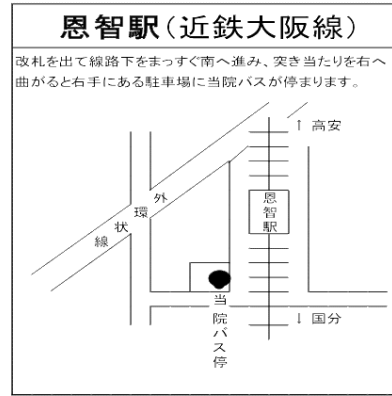 恩智駅(近鉄大阪線)
改札を出て線路下をまっすぐ南へ進み、突き当たりを右へ
曲がると右手にある駐車場に当院バスが停まります。
↑ 高安
外環状線
恩智駅
↓ 国分
当院バス停